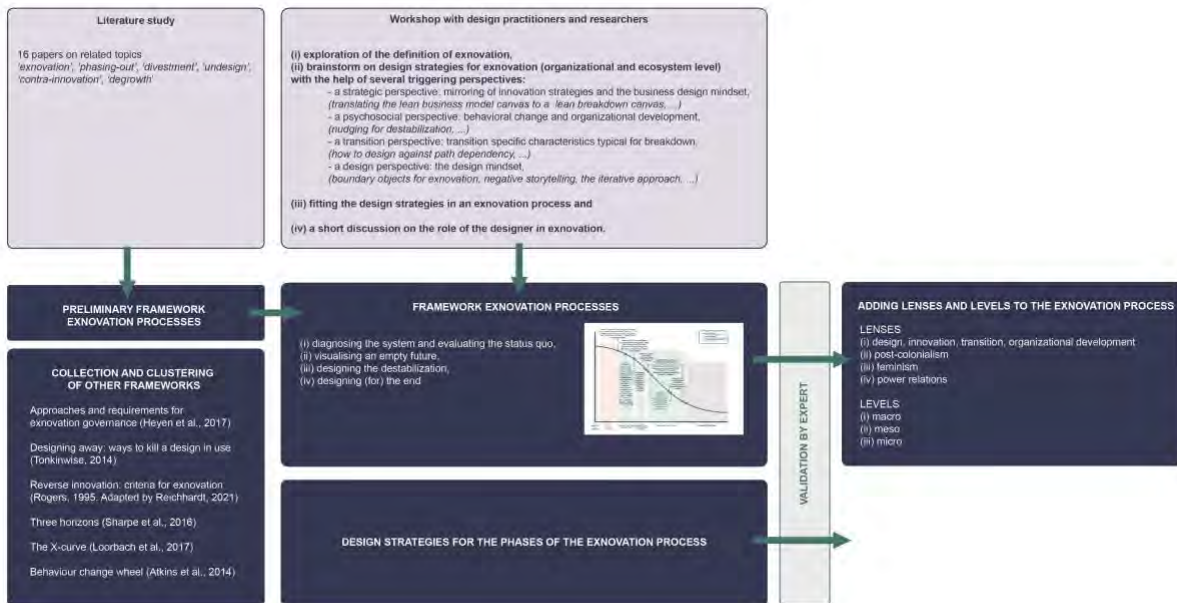 Literature study
16 papers on related topics
'exnovation', 'phasing-out', 'divestment', 'undesign',
'contra-innovation', 'degrowth'
Workshop with design practitioners and researchers
(i) exploration of the definition of exnovation,
(ii) brainstorm on design strategies for exnovation (organizational and ecosystem level)
with the help of several triggering perspectives:
- a strategic perspective: mirroring of innovation strategies and the business design mindset,
(translating the lean business model canvas to a lean breakdown canvas, ...)
- a psychosocial perspective: behavioral change and organizational development,
(nudging for destabilization, ...)
- a transition perspective: transition specific characteristics typical for breakdown,
(how to design against path dependency, ...)
- a design perspective: the design mindset,
(boundary objects for exnovation, negative storytelling, the iterative approach, ...)
(iii) fitting the design strategies in an exnovation process and
(iv) a short discussion on the role of the designer in exnovation.
PRELIMINARY FRAMEWORK
EXNOVATION PROCESSES
COLLECTION AND CLUSTERING
OF OTHER FRAMEWORKS
Approaches and requirements for
exnovation governance (Heyen et al., 2017)
Designing away: ways to kill a design in use
(Tonkinwise, 2014)
Reverse innovation: criteria for exnovation
(Rogers, 1995. Adapted by Reichhardt, 2021)
Three horizons (Sharpe et al., 2016)
The X-curve (Loorbach et al., 2017)
Behaviour change wheel (Atkins et al., 2014)
FRAMEWORK EXNOVATION PROCESSES
(i) diagnosing the system and evaluating the status quo,
(ii) visualising an empty future,
(iii) designing the destabilization,
(iv) designing (for) the end
DESIGN STRATEGIES FOR THE PHASES OF THE EXNOVATION PROCESS
VALIDATION BY EXPERT
ADDING LENSES AND LEVELS TO THE EXNOVATION PROCESS
LENSES
(i) design, innovation, transition, organizational development
(ii) post-colonialism
(iii) feminism
(iv) power relations
LEVELS
(i) macro
(ii) meso
(iii) micro